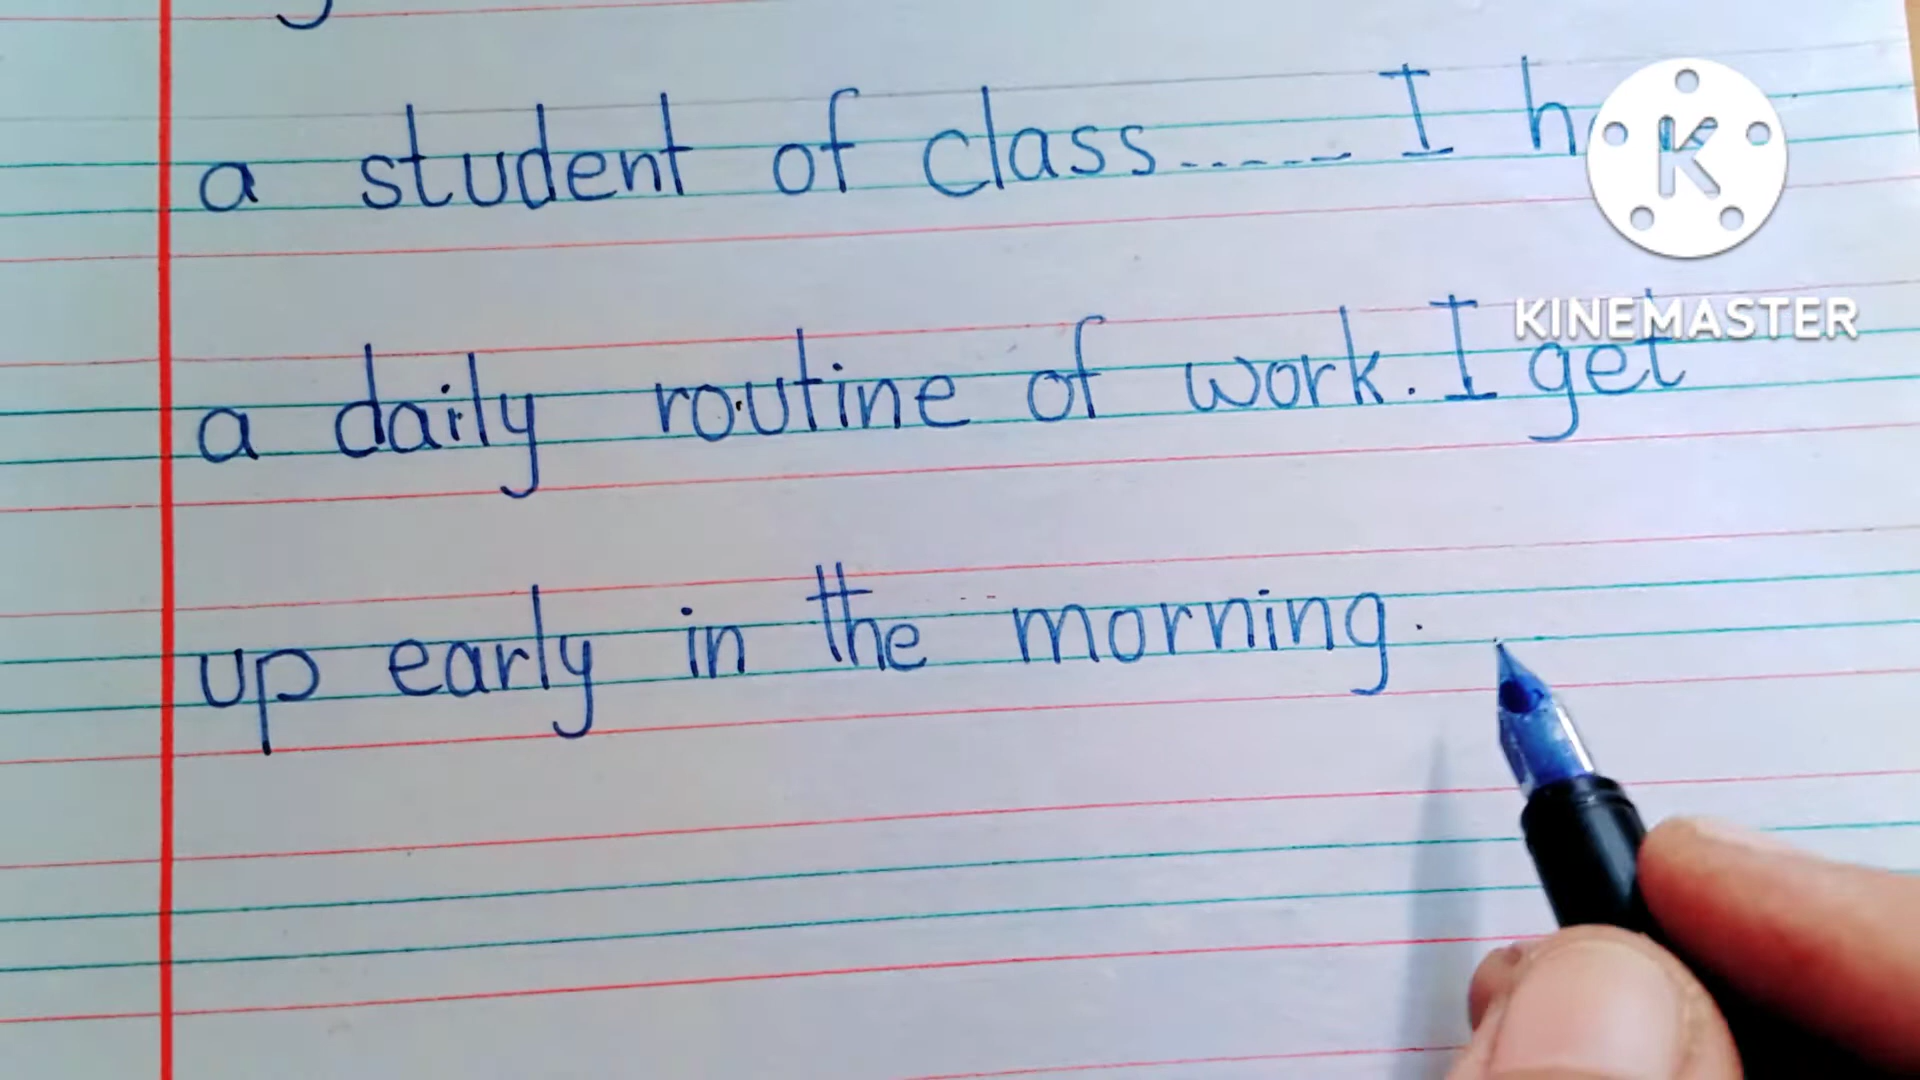 a student of class...... I
KINEMASTER
a daily routine of work. I get
up early in the morning.